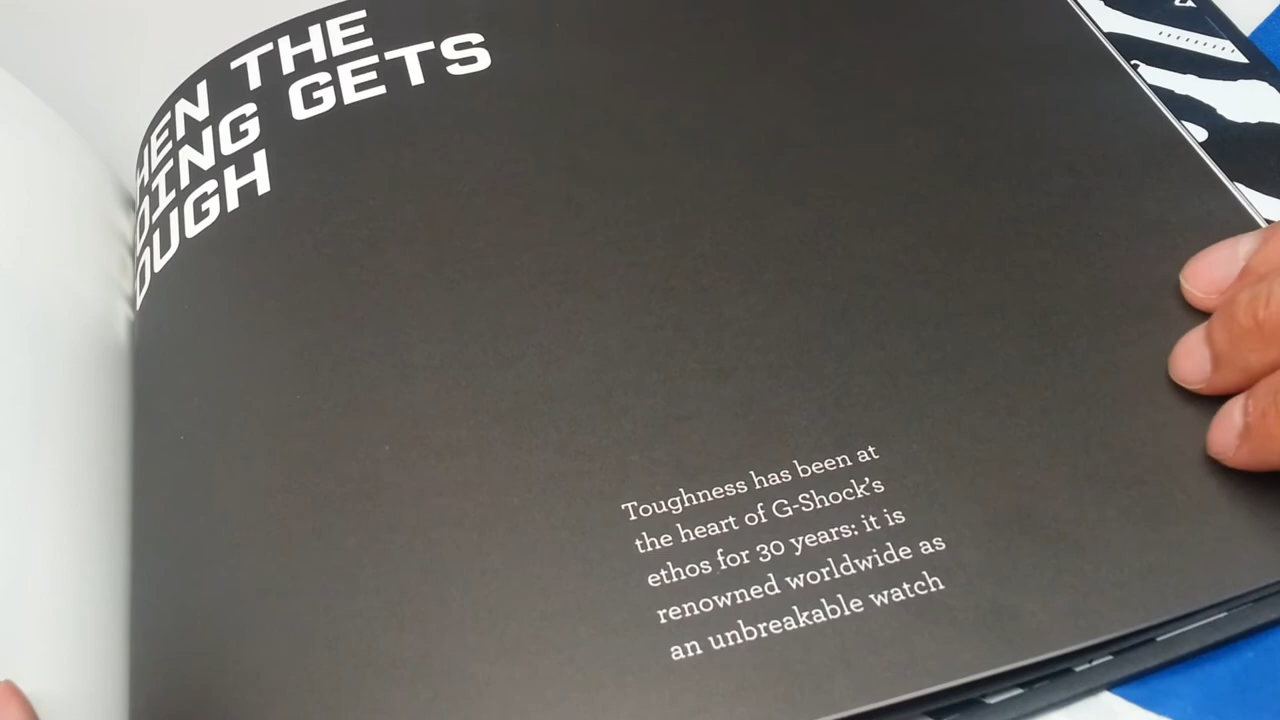 HEN THE
OING GETS
OUGH
Toughness has been at
the heart of G-Shock's
ethos for 30 years: it is
renowned worldwide as
an unbreakable watch